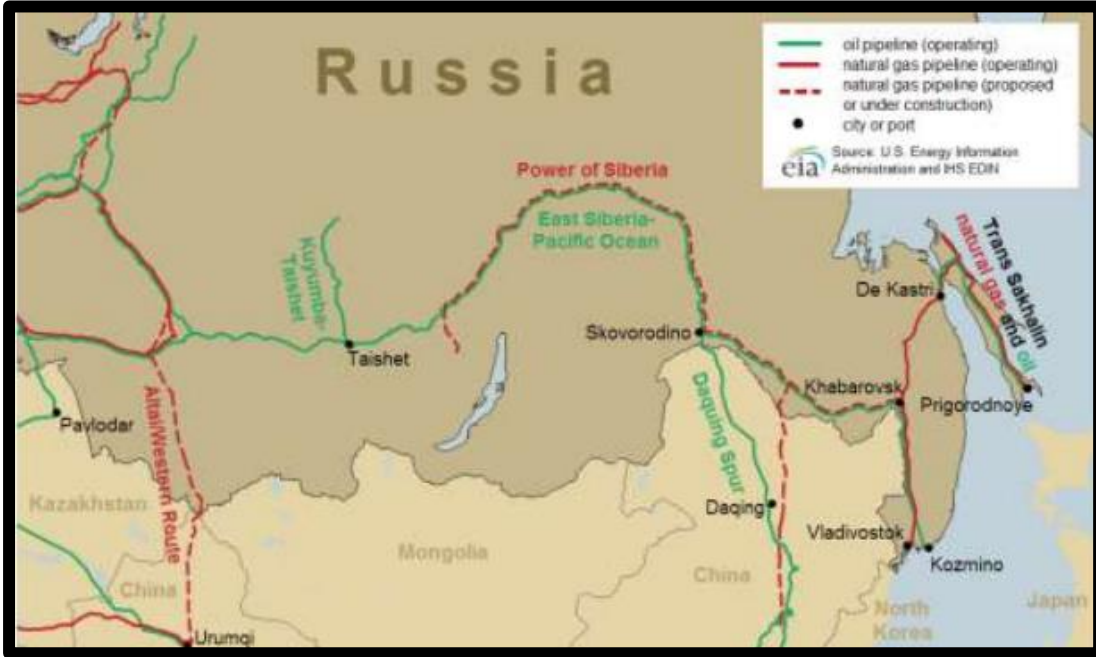 Russia
oil pipeline (operating)
natural gas pipeline (operating)
natural gas pipeline (proposed
or under construction)
city or port
eia
Source: U.S. Energy Information
Administration and IHS EDIN
Power of Siberia
East Siberia-
Pacific Ocean
Kuyumba-
Taishet
Trans Sakhalin
natural gas and oil
De Kastri
Skovorodino
Taishet
Khabarovsk
Prigorodnoye
Pavlodar
Altai/Western Route
Daquing Spur
Kazakhstan
Daqing
Vladivostok
Mongolia
Kozmino
China
China
North
Korea
Japan
Urumqi